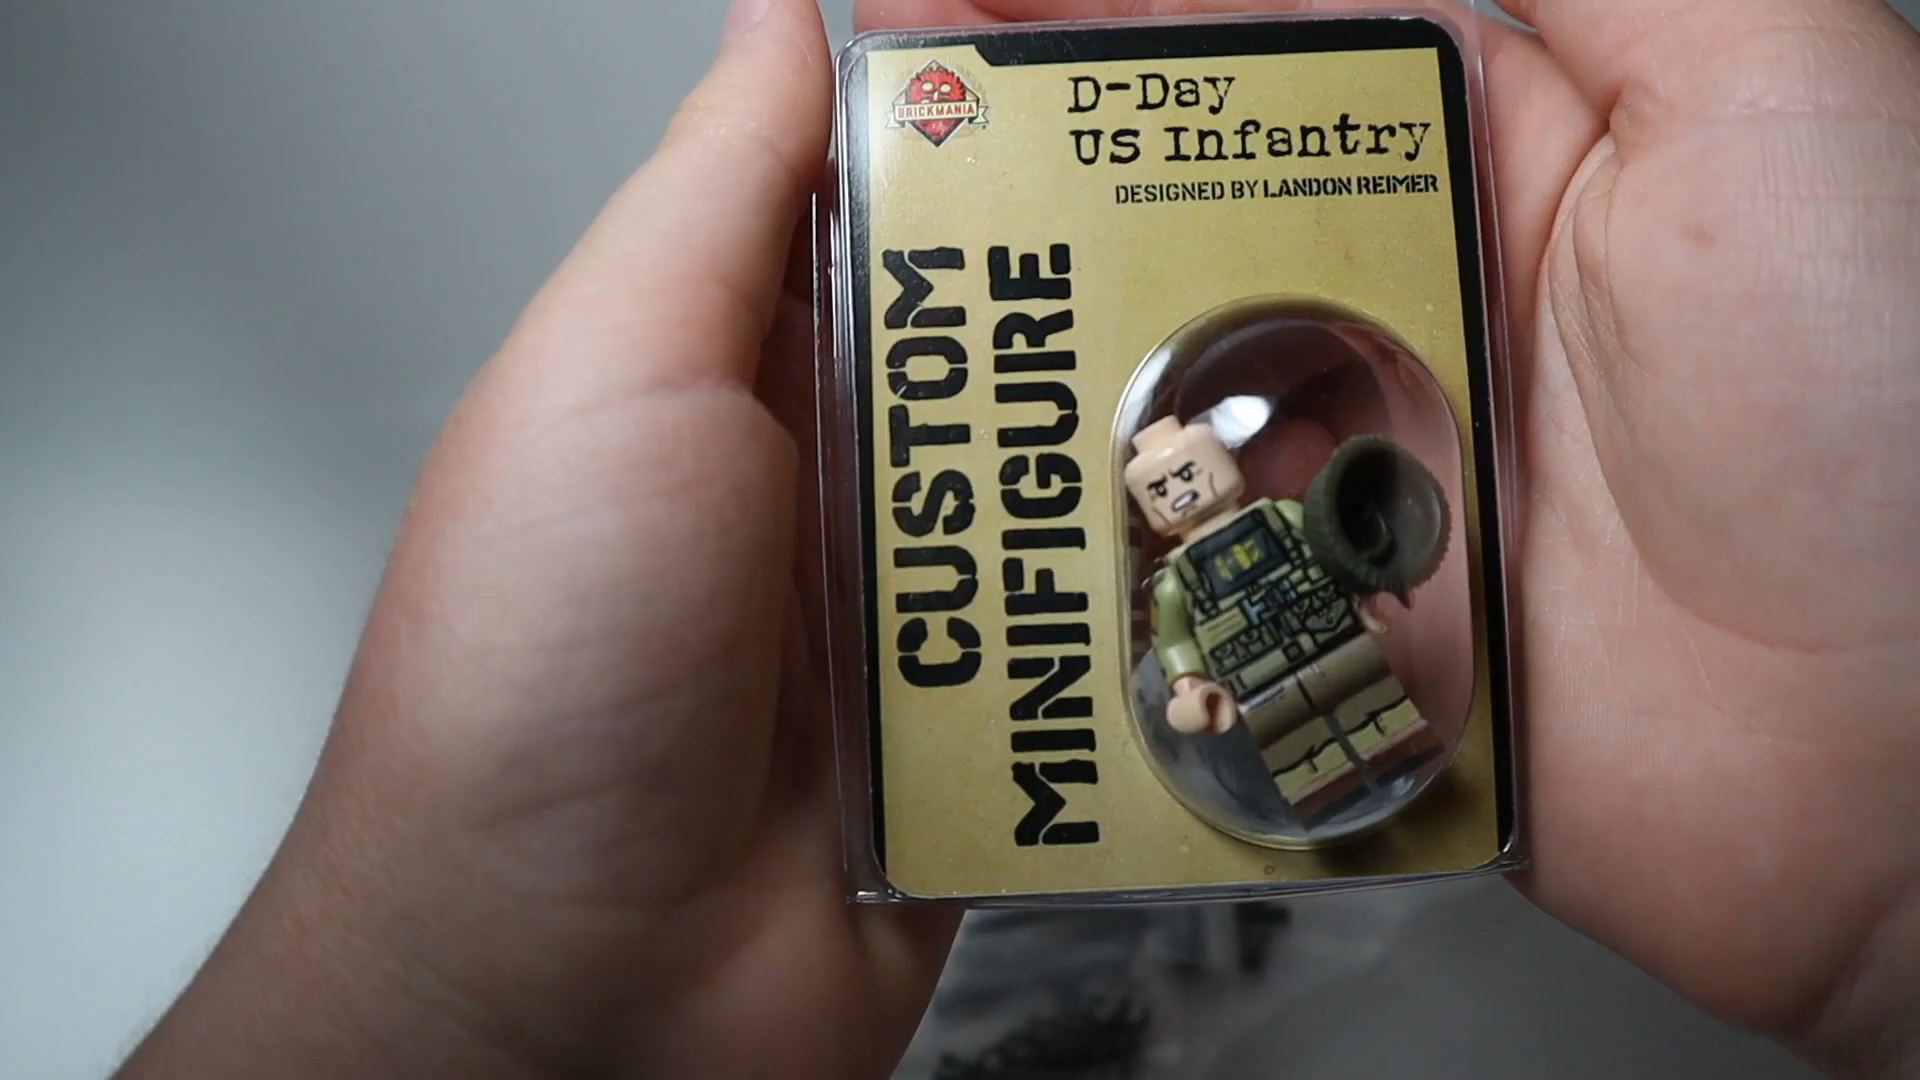 BRICKMANIA
D-Day
US Infantry
DESIGNED BY LANDON REIMER
CUSTOM
MINIFIGURE